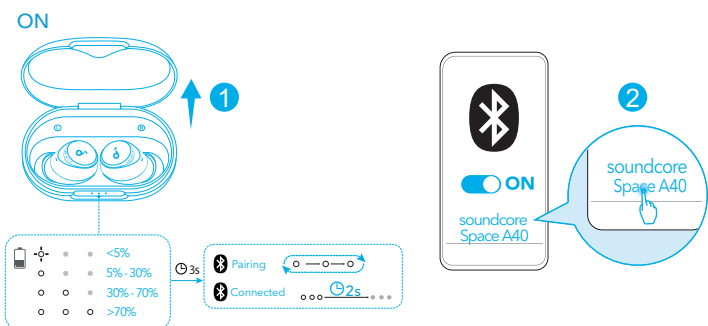 ON
1
L
R
<5%
5% - 30%
30% - 70%
>70%
3s
Pairing
Connected
2s
ON
soundcore
Space A40
2
soundcore
Space A40